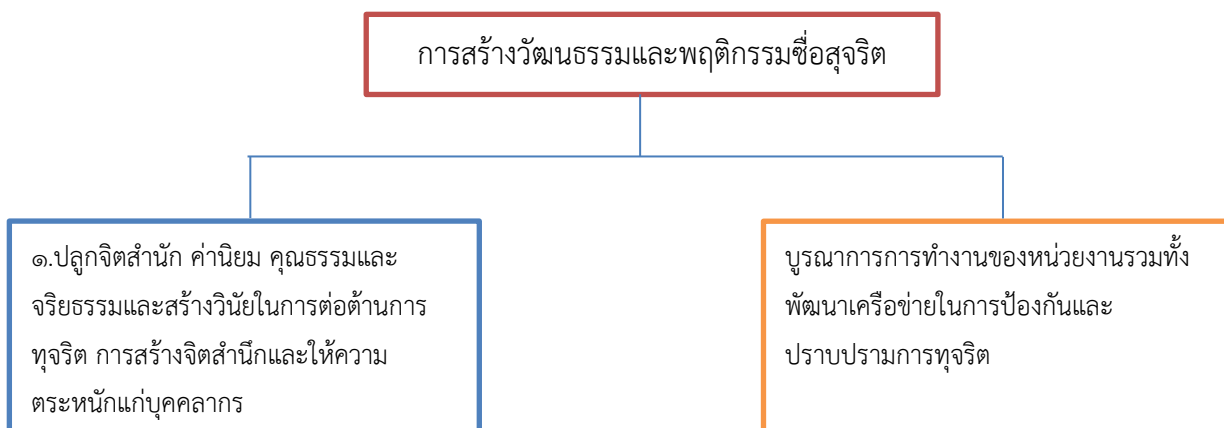 การสร้างวัฒนธรรมและพฤติกรรมซื่อสุจริต
๑.ปลูกจิตสำนัก ค่านิยม คุณธรรมและ
จริยธรรมและสร้างวินัยในการต่อต้านการ
ทุจริต การสร้างจิตสำนึกและให้ความ
ตระหนักแก่บุคคลากร
บูรณาการการทำงานของหน่วยงานรวมทั้ง
พัฒนาเครือข่ายในการป้องกันและ
ปราบปรามการทุจริต